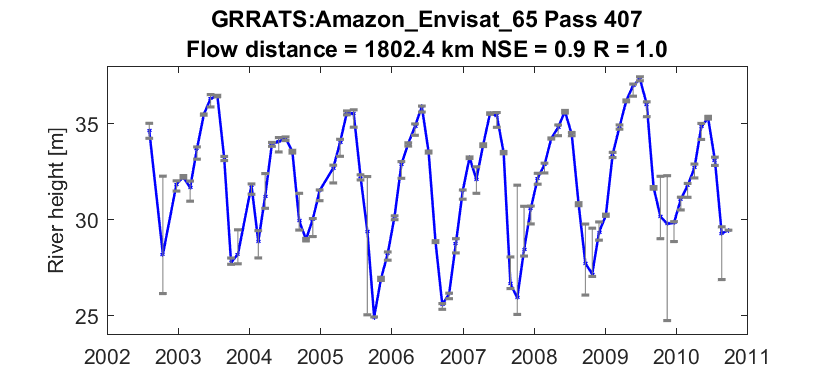 GRRATS:Amazon_Envisat_65 Pass 407
Flow distance = 1802.4 km NSE = 0.9 R = 1.0
River height [m]
35
30
25
2002 2003 2004 2005 2006 2007 2008 2009 2010 2011